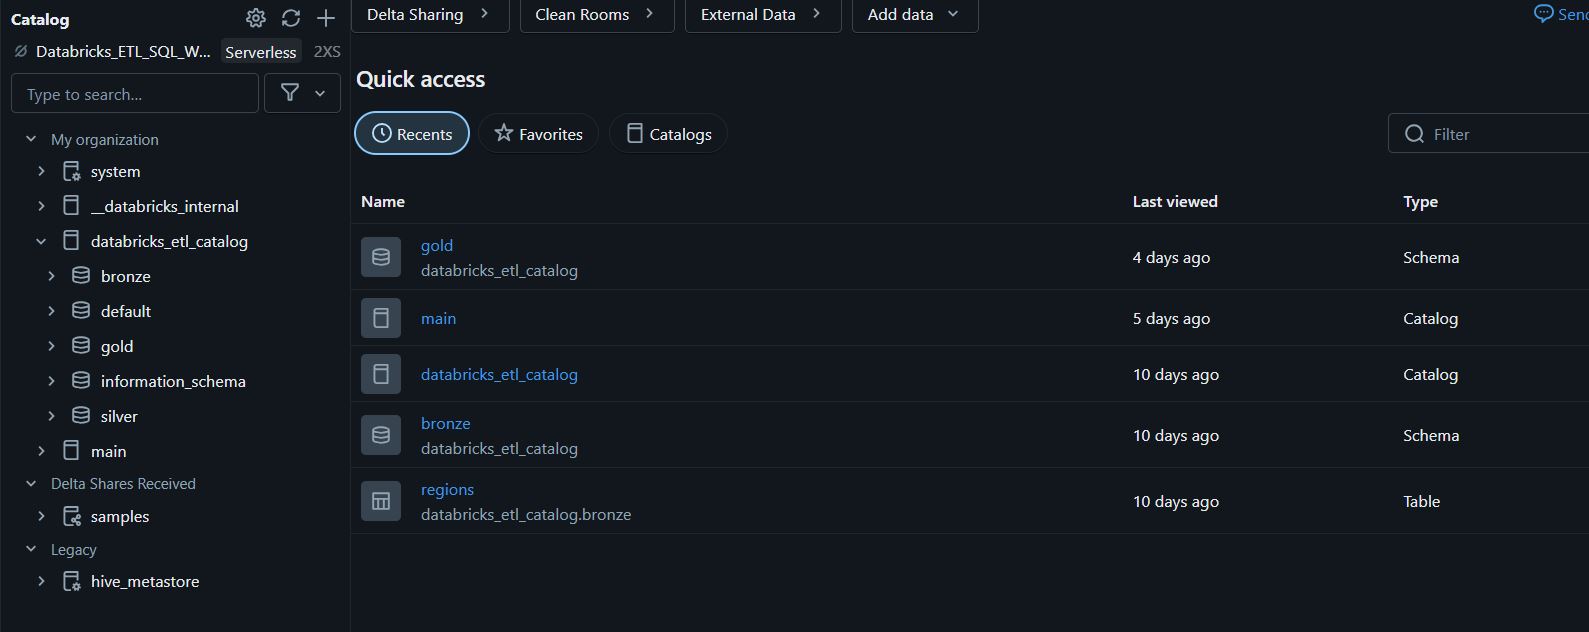 Catalog
Databricks_ETL_SQL_W... Serverless 2XS
Type to search...
My organization
system
__databricks_internal
databricks_etl_catalog
bronze
default
gold
information_schema
silver
main
Delta Shares Received
samples
Legacy
hive_metastore
Delta Sharing
Clean Rooms
External Data
Add data
Quick access
Recents
Favorites
Catalogs
Filter
Name Last viewed Type
gold
databricks_etl_catalog
4 days ago Schema
main 5 days ago Catalog
databricks_etl_catalog 10 days ago Catalog
bronze
databricks_etl_catalog
10 days ago Schema
regions
databricks_etl_catalog.bronze
10 days ago Table